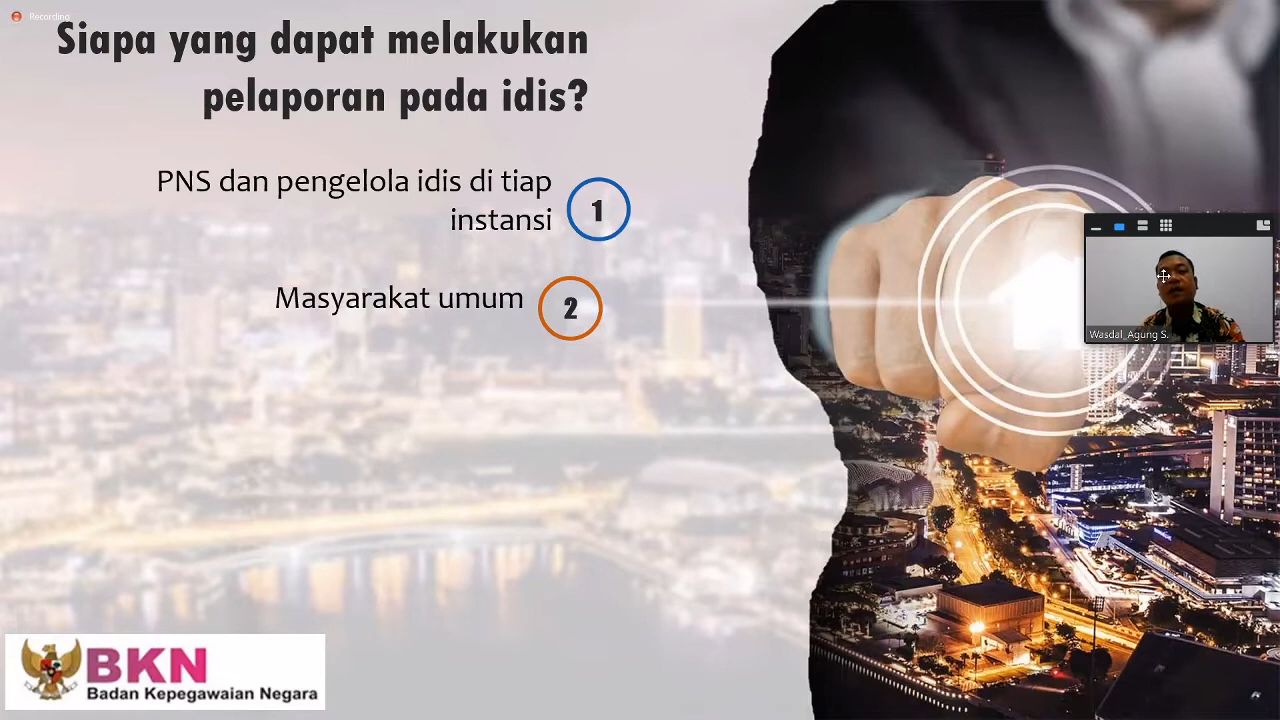 Recording
Siapa yang dapat melakukan
pelaporan pada idis?
PNS dan pengelola idis di tiap
instansi
1
Masyarakat umum
2
Wasdal_Agung S.
BKN
Badan Kepegawaian Negara